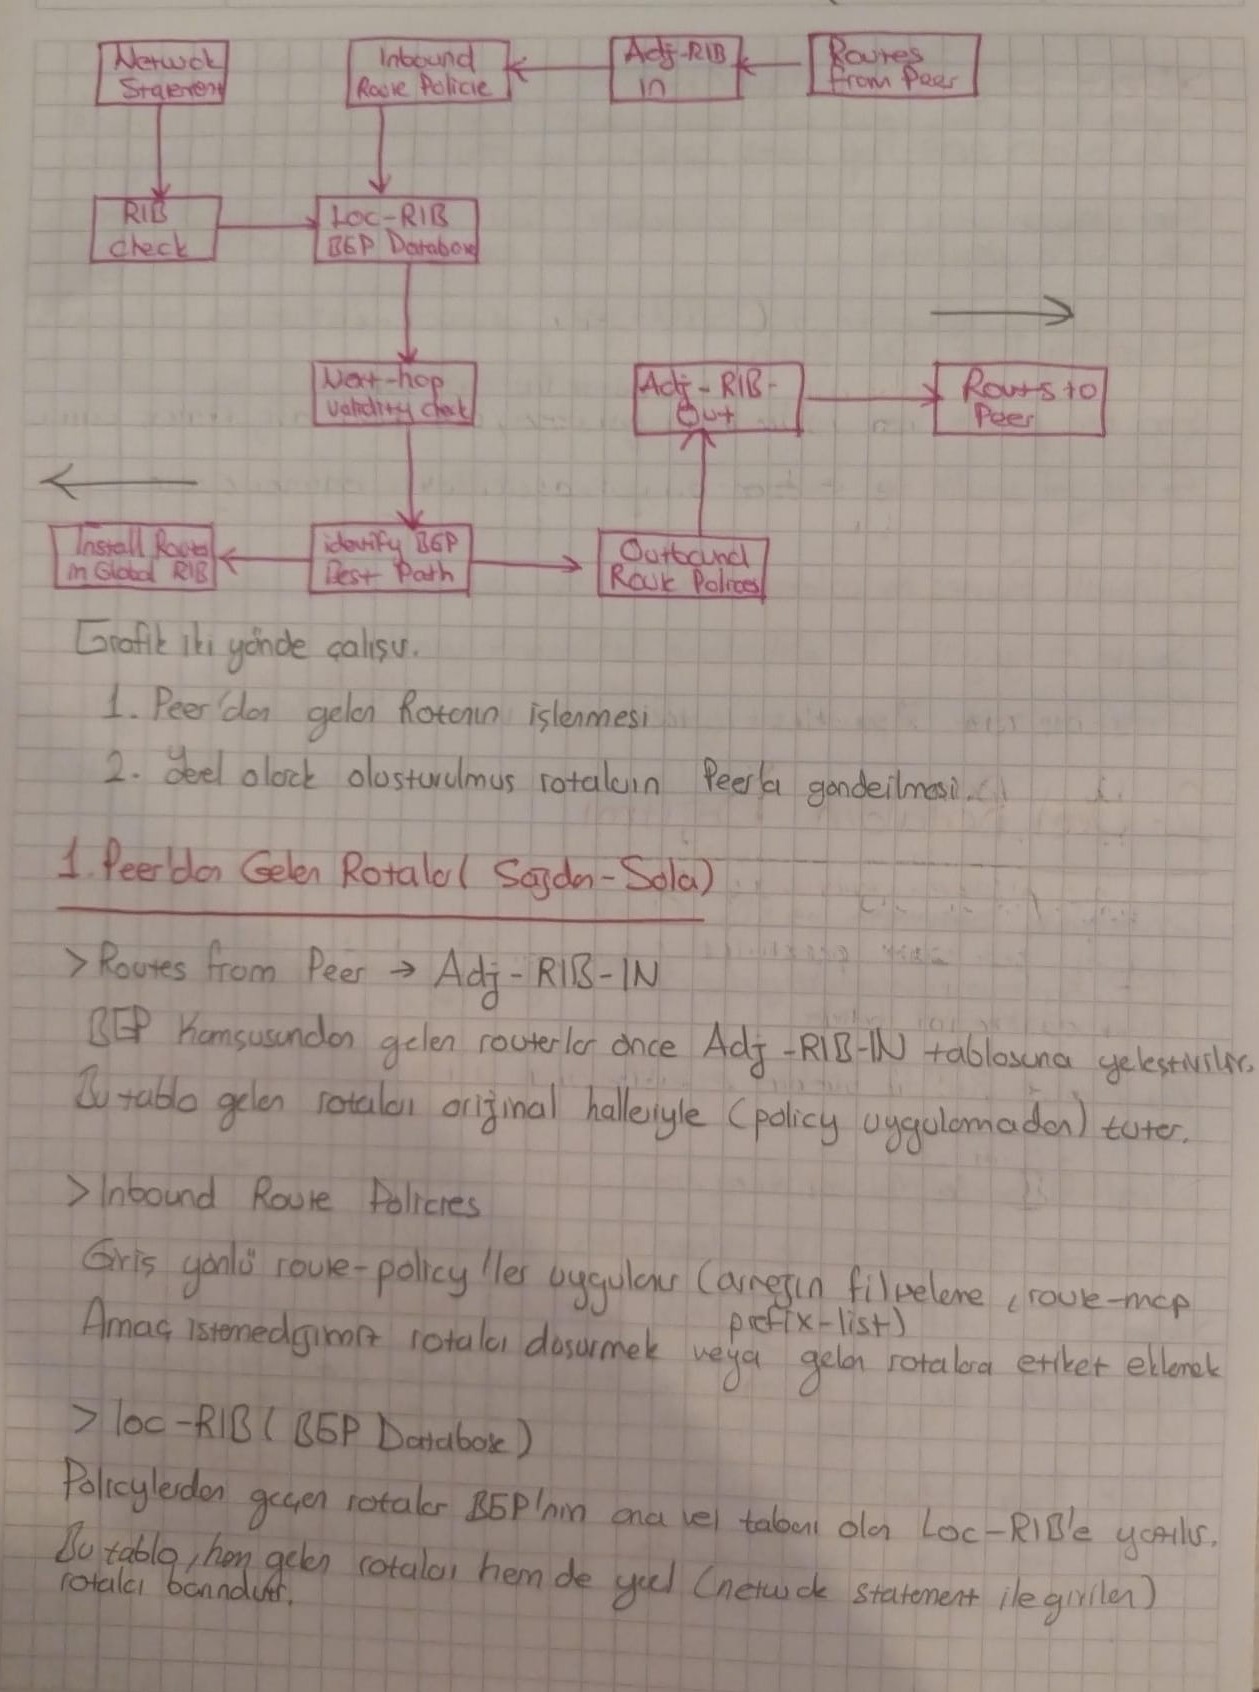 Netwok Statement
Inbound Route Policie
Adj-RIB In
Routes from Peer
RIB check
Loc-RIB BGP Database
Next-hop validity check
Adj-RIB-Out
Routs to Peer
Install Roots in Global RIB
identify BGP Best Path
Outbound Route Polices
Grafik iki yönde çalışır.
1. Peer'dan gelen Rotanın işlenmesi
2. Yerel olarak oluşturulmuş rotaların Peer'a gönderilmesi.
1. Peer'dan Gelen Rotalar (Sağdan-Sola)
> Routes from Peer → Adj-RIB-IN
BGP Komşusundan gelen routerlar önce Adj-RIB-IN tablosuna yerleştirilir.
Bu tablo gelen rotaları original halleriyle (policy uygulamadan) tutar.
> Inbound Route Policies
Giriş yönlü route-policy'ler uygulanır (örneğin filtreleme, route-map
prefix-list)
Amaç istemediğimiz rotaları düşürmek veya gelen rotalara etiket eklemek
> loc-RIB (BGP Database)
Policylerden geçen rotalar BGP'nin ana veri tabanı olan Loc-RIB'e yazılır.
Bu tablo, hem gelen rotaları hem de yerel (netwok statement ile girilen)
rotaları barındırır.